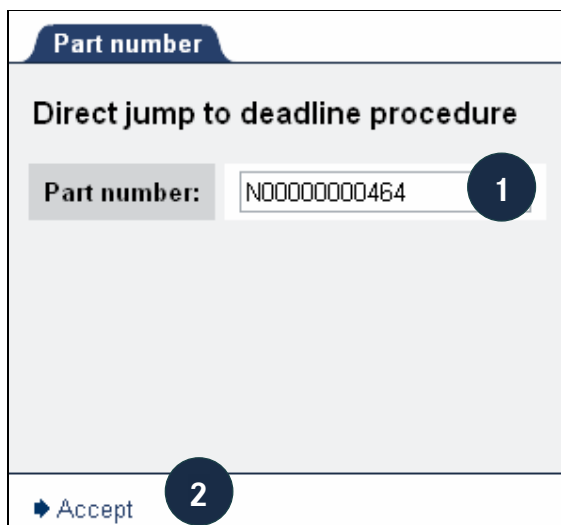 Part number
Direct jump to deadline procedure
Part number: N00000000464 1
2
Accept